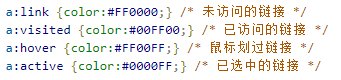 a:link {color:#FF0000;} /* 未访问的链接 */
a:visited {color:#00FF00;} /* 已访问的链接 */
a:hover {color:#FF00FF;} /* 鼠标划过链接 */
a:active {color:#0000FF;} /* 已选中的链接 */